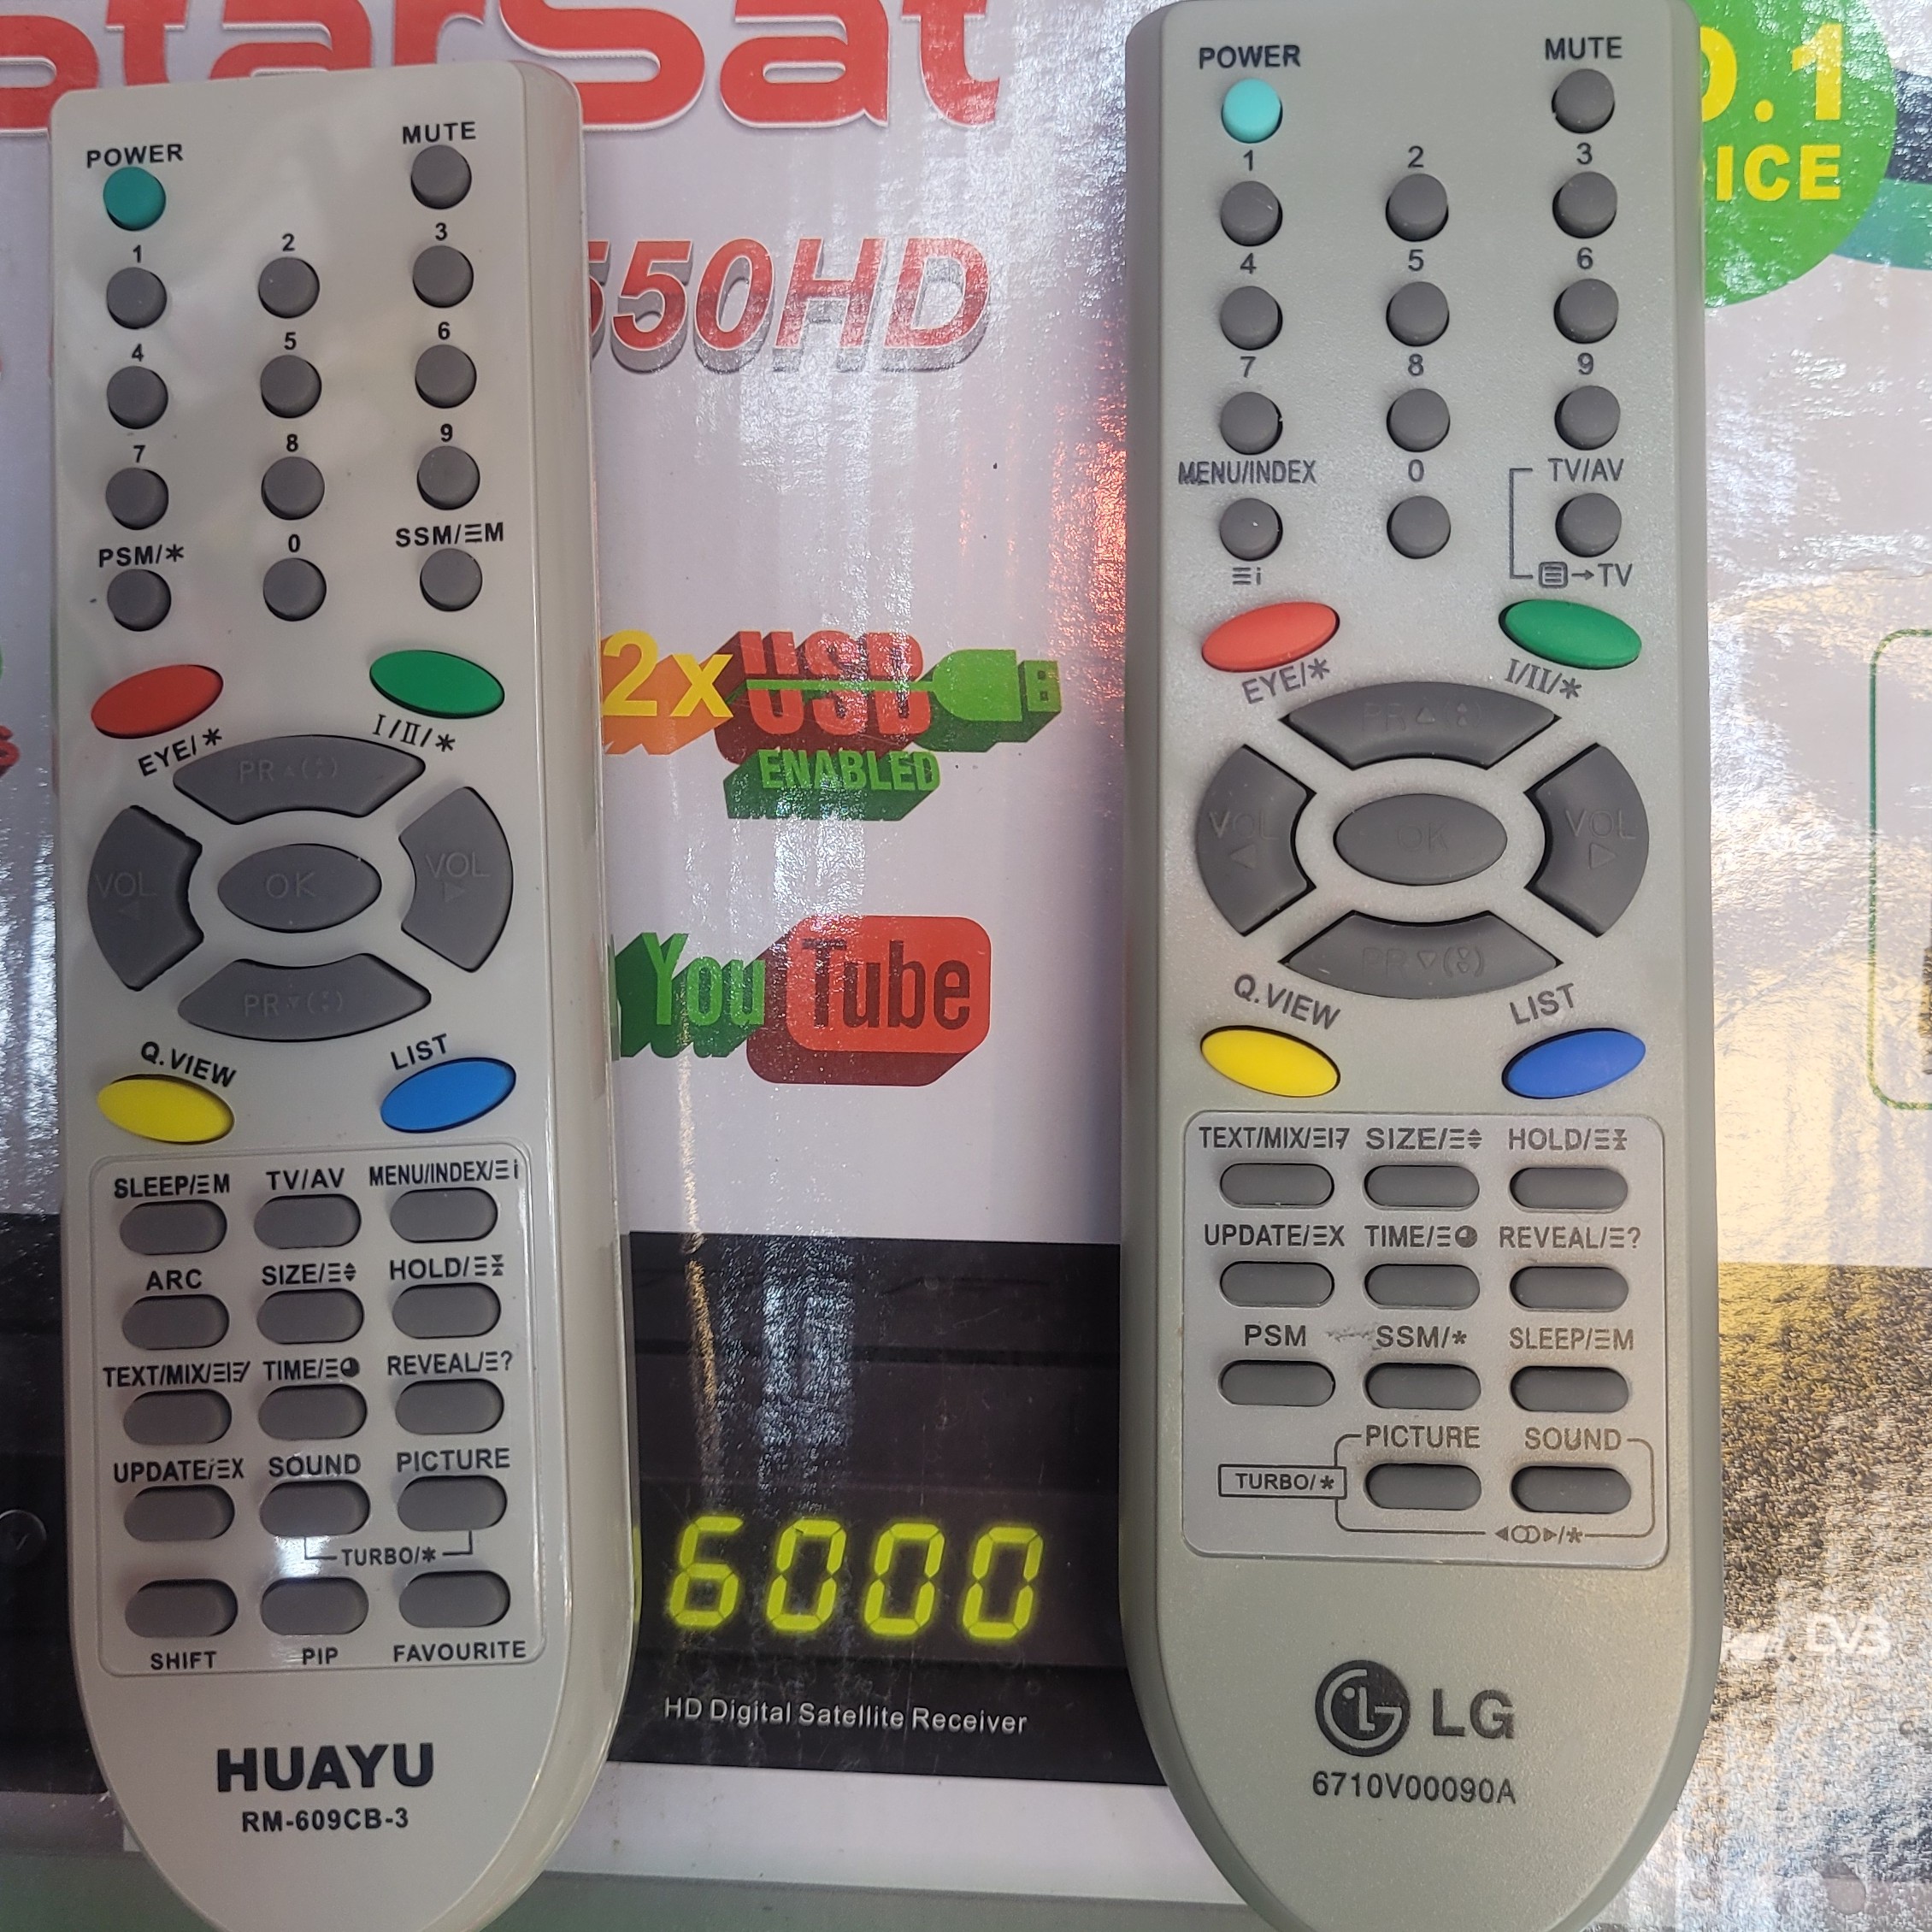 StarSat
550HD
2x USB
ENABLED
You Tube
6000
HD Digital Satellite Receiver
.1
DVB
POWER MUTE
1 2 3
4 5 6
7 8 9
PSM/* 0 SSM/☰M
EYE/* I/II/*
PR▲(⌃⌃)
VOL ◀ OK VOL ▶
PR▼(⌄⌄)
Q.VIEW LIST
SLEEP/☰M TV/AV MENU/INDEX/☰i
ARC SIZE/☰⬍ HOLD/☰⧗
TEXT/MIX/☰ TIME/☰◕ REVEAL/☰?
UPDATE/☰X SOUND PICTURE
TURBO/*
SHIFT PIP FAVOURITE
HUAYU
RM-609CB-3
POWER MUTE
1 2 3
4 5 6
7 8 9
MENU/INDEX 0 TV/AV
☰i →TV
EYE/* I/II/*
PR▲(⌃⌃)
VOL ◀ OK VOL ▶
PR▽(⌄⌄)
Q.VIEW LIST
TEXT/MIX/☰ SIZE/☰⬍ HOLD/☰⧗
UPDATE/☰X TIME/☰◕ REVEAL/☰?
PSM SSM/* SLEEP/☰M
PICTURE SOUND
TURBO/*
◀▶/*
LG
6710V00090A